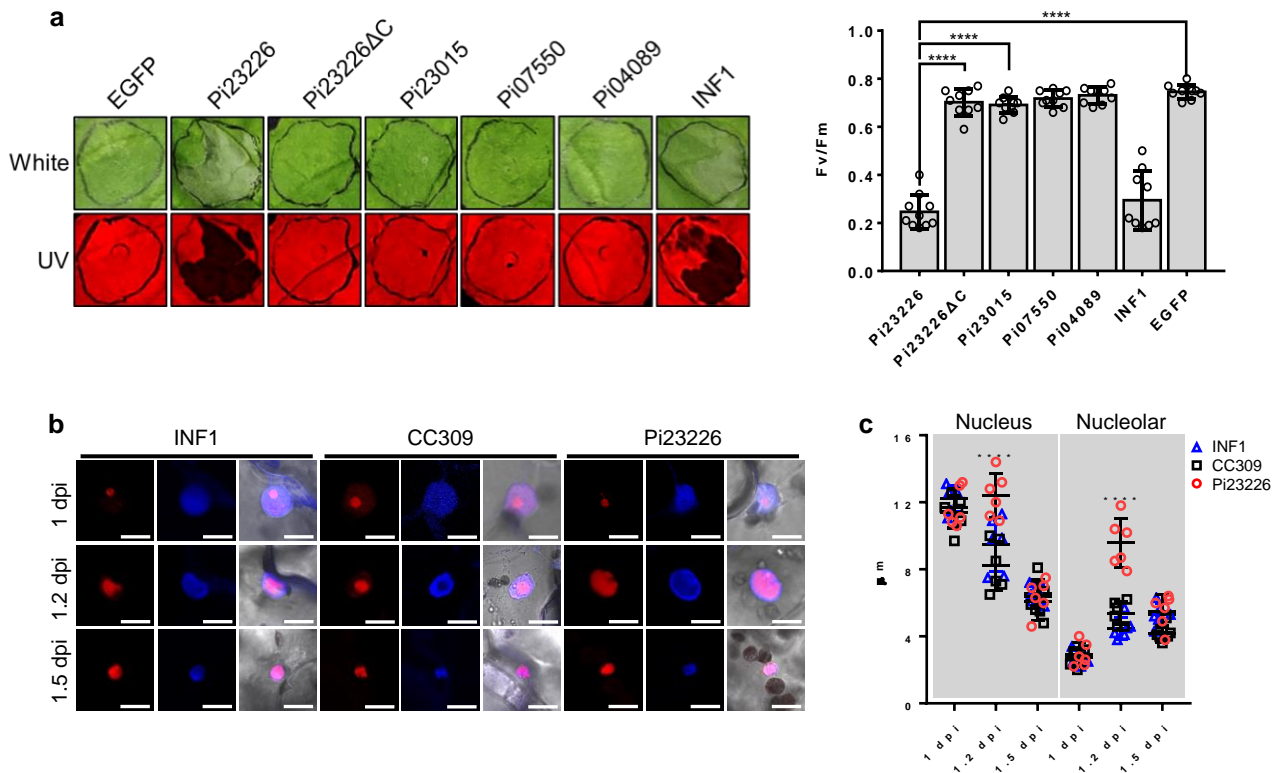 a
EGFP
Pi23226
Pi23226ΔC
Pi23015
Pi07550
Pi04089
INF1
White
UV
****
****
****
Fv/Fm
1.0
0.8
0.6
0.4
0.2
0.0
Pi23226
Pi23226ΔC
Pi23015
Pi07550
Pi04089
INF1
EGFP
b
INF1 CC309 Pi23226
1 dpi
1.2 dpi
1.5 dpi
c
Nucleus Nucleolar
INF1
CC309
Pi23226
****
****
μm
16
12
8
4
0
1 dpi
1.2 dpi
1.5 dpi
1 dpi
1.2 dpi
1.5 dpi